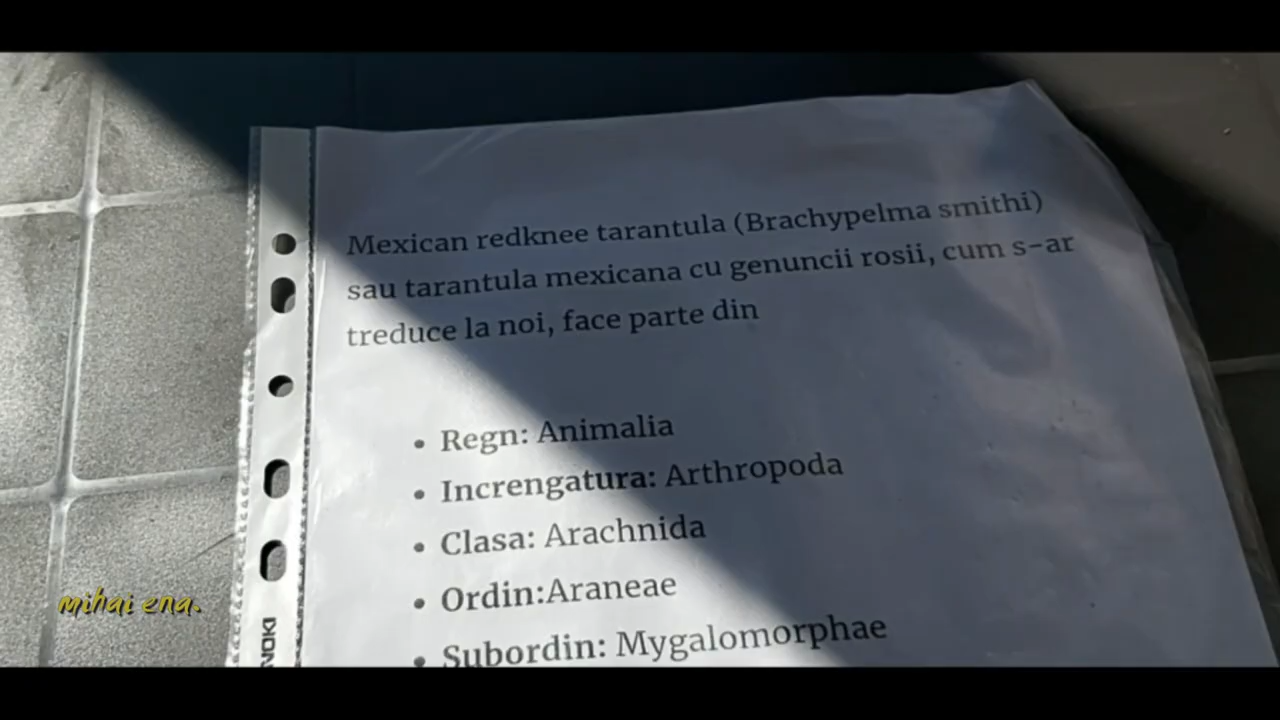 Mexican redknee tarantula (Brachypelma smithi)
sau tarantula mexicana cu genuncii rosii, cum s-ar
treduce la noi, face parte din
• Regn: Animalia
• Increngatura: Arthropoda
• Clasa: Arachnida
• Ordin:Araneae
• Subordin: Mygalomorphae
mihai ena.